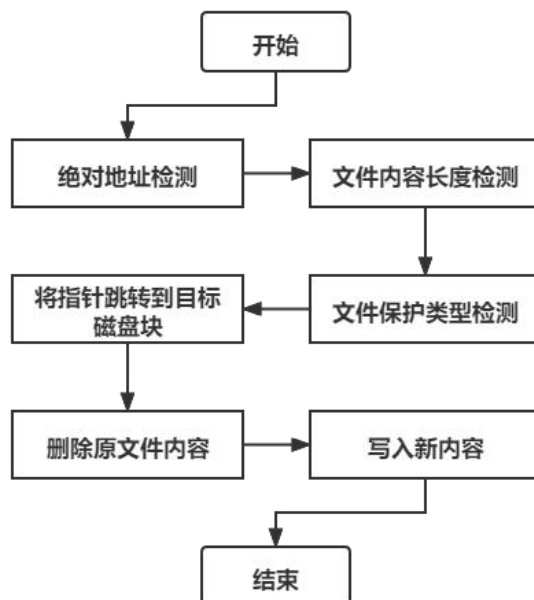 开始
绝对地址检测
文件内容长度检测
文件保护类型检测
将指针跳转到目标
磁盘块
删除原文件内容
写入新内容
结束